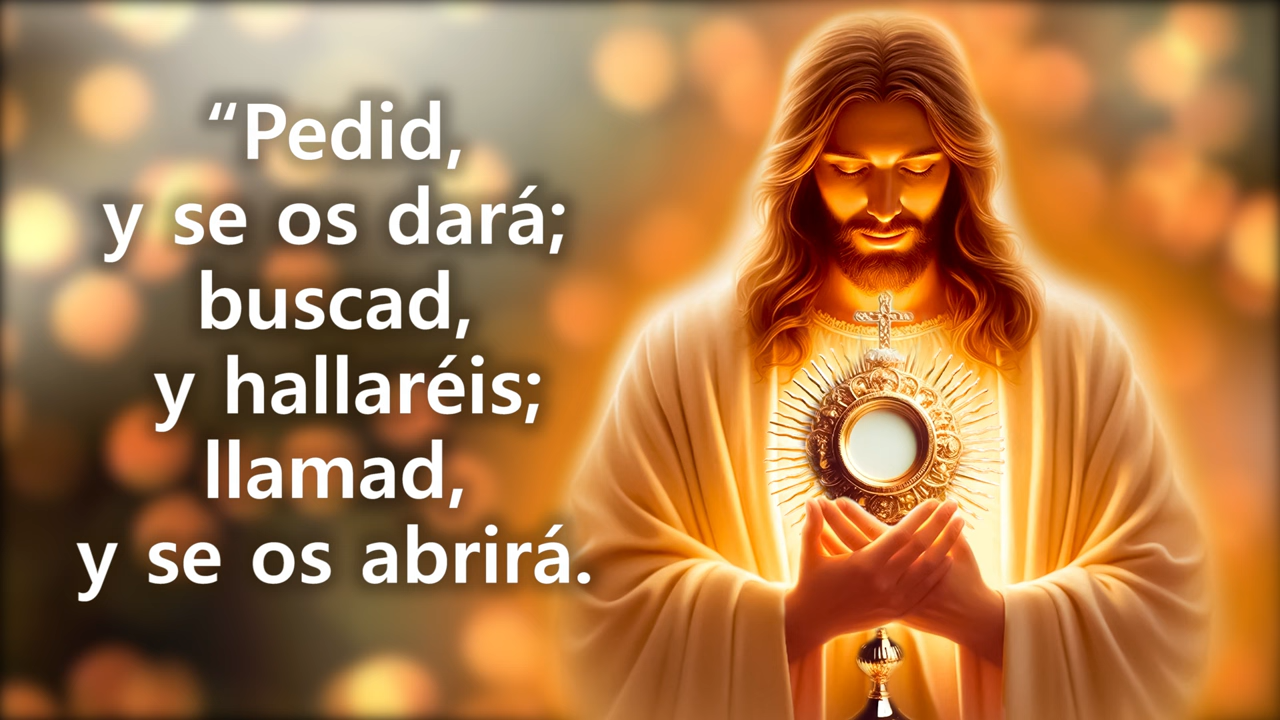 “Pedid,
y se os dará;
buscad,
y hallaréis;
llamad,
y se os abrirá.